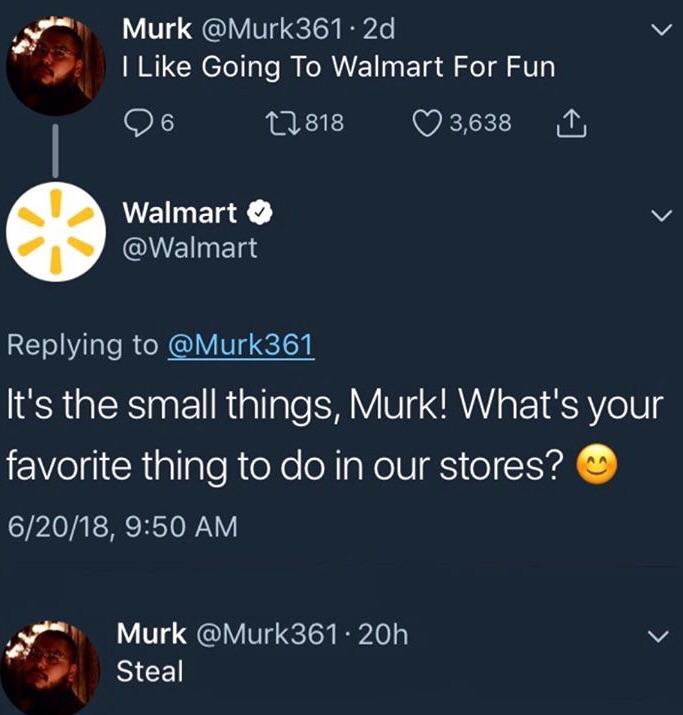 Murk @Murk361 · 2d
I Like Going To Walmart For Fun
6 818 3,638
Walmart
@Walmart
Replying to @Murk361
It's the small things, Murk! What's your
favorite thing to do in our stores? 😊
6/20/18, 9:50 AM
Murk @Murk361 · 20h
Steal